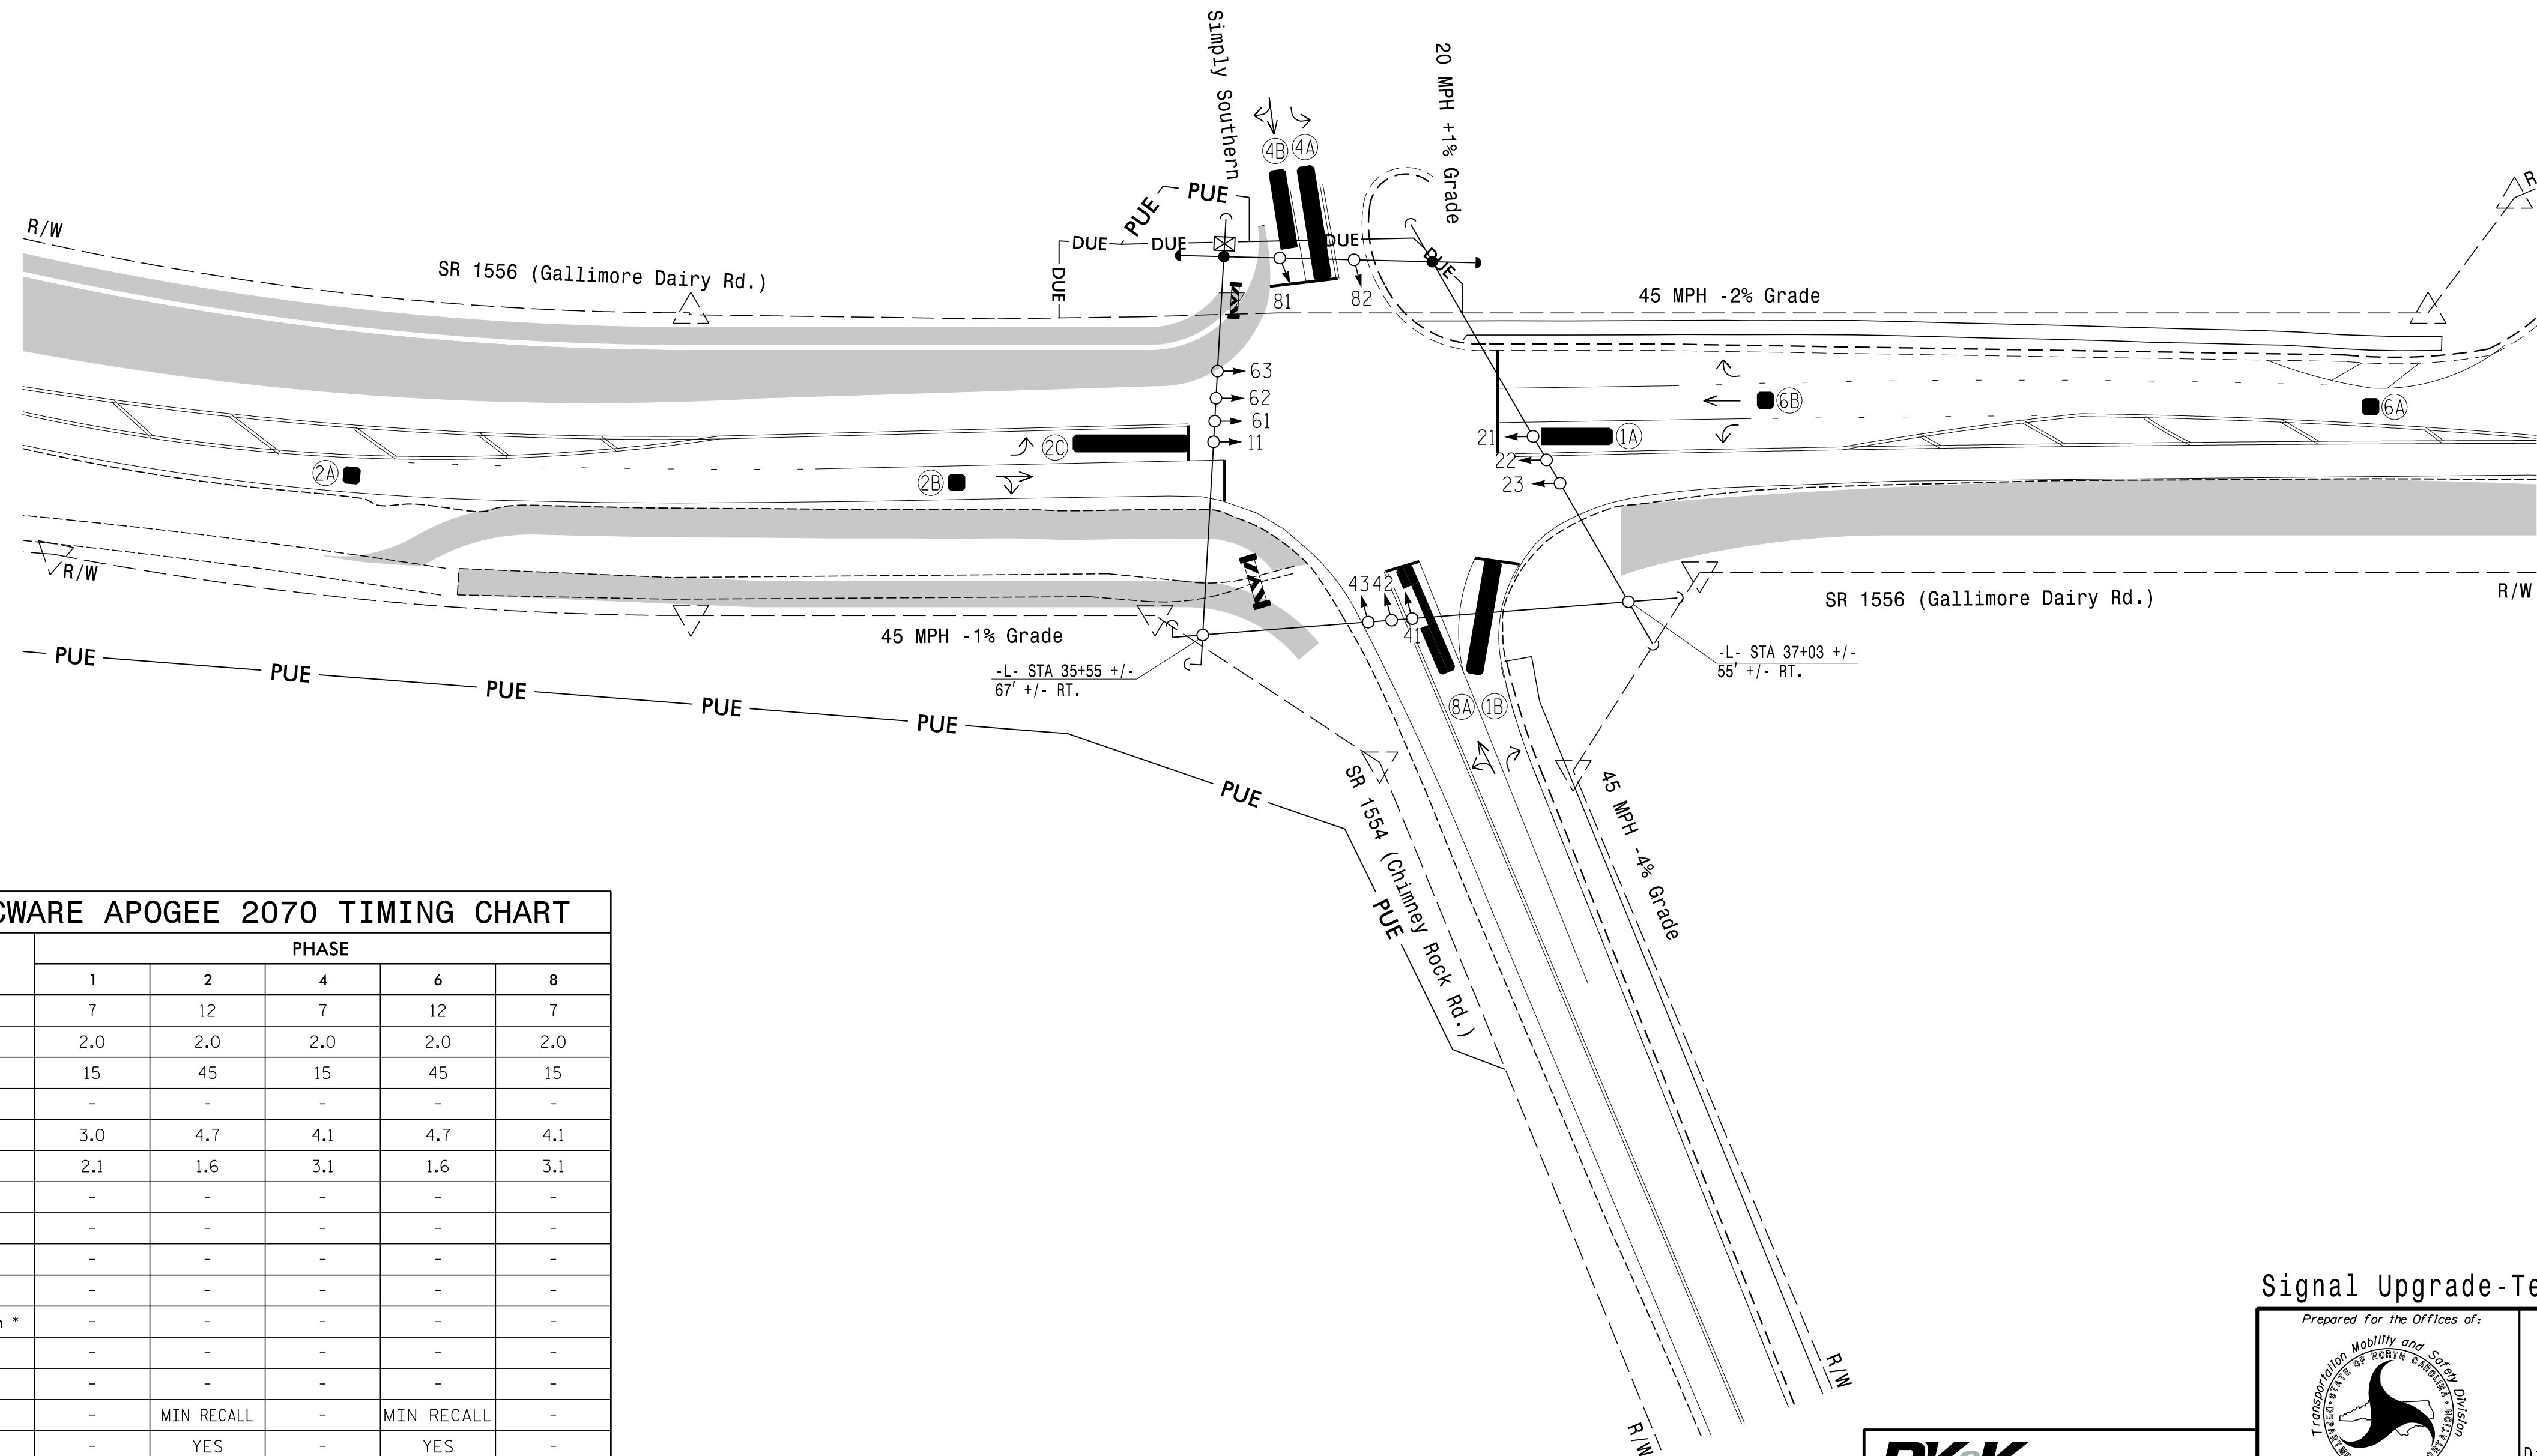 Simply Southern
20 MPH +1% Grade
4B
4A
PUE
PUE
DUE
DUE
DUE
DUE
DUE
R/W
SR 1556 (Gallimore Dairy Rd.)
81
82
45 MPH -2% Grade
63
62
61
11
6B
6A
21
1A
22
23
2C
2A
2B
R/W
43
42
41
45 MPH -1% Grade
SR 1556 (Gallimore Dairy Rd.)
R/W
-L- STA 35+55 +/-
67' +/- RT.
-L- STA 37+03 +/-
55' +/- RT.
PUE
PUE
PUE
PUE
PUE
8A
1B
PUE
SR 1554 (Chimney Rock Rd.)
45 MPH -4% Grade
PUE
R/W
R/W
CWARE APOGEE 2070 TIMING CHART
PHASE
1 2 4 6 8
7 12 7 12 7
2.0 2.0 2.0 2.0 2.0
15 45 15 45 15
- - - - -
3.0 4.7 4.1 4.7 4.1
2.1 1.6 3.1 1.6 3.1
- - - - -
- - - - -
- - - - -
- - - - -
* - - - - -
- - - - -
- - - - -
- MIN RECALL - MIN RECALL -
- YES - YES -
Signal Upgrade-Te
Prepared for the Offices of:
Transportation Mobility and Safety Division
STATE OF NORTH CAROLINA